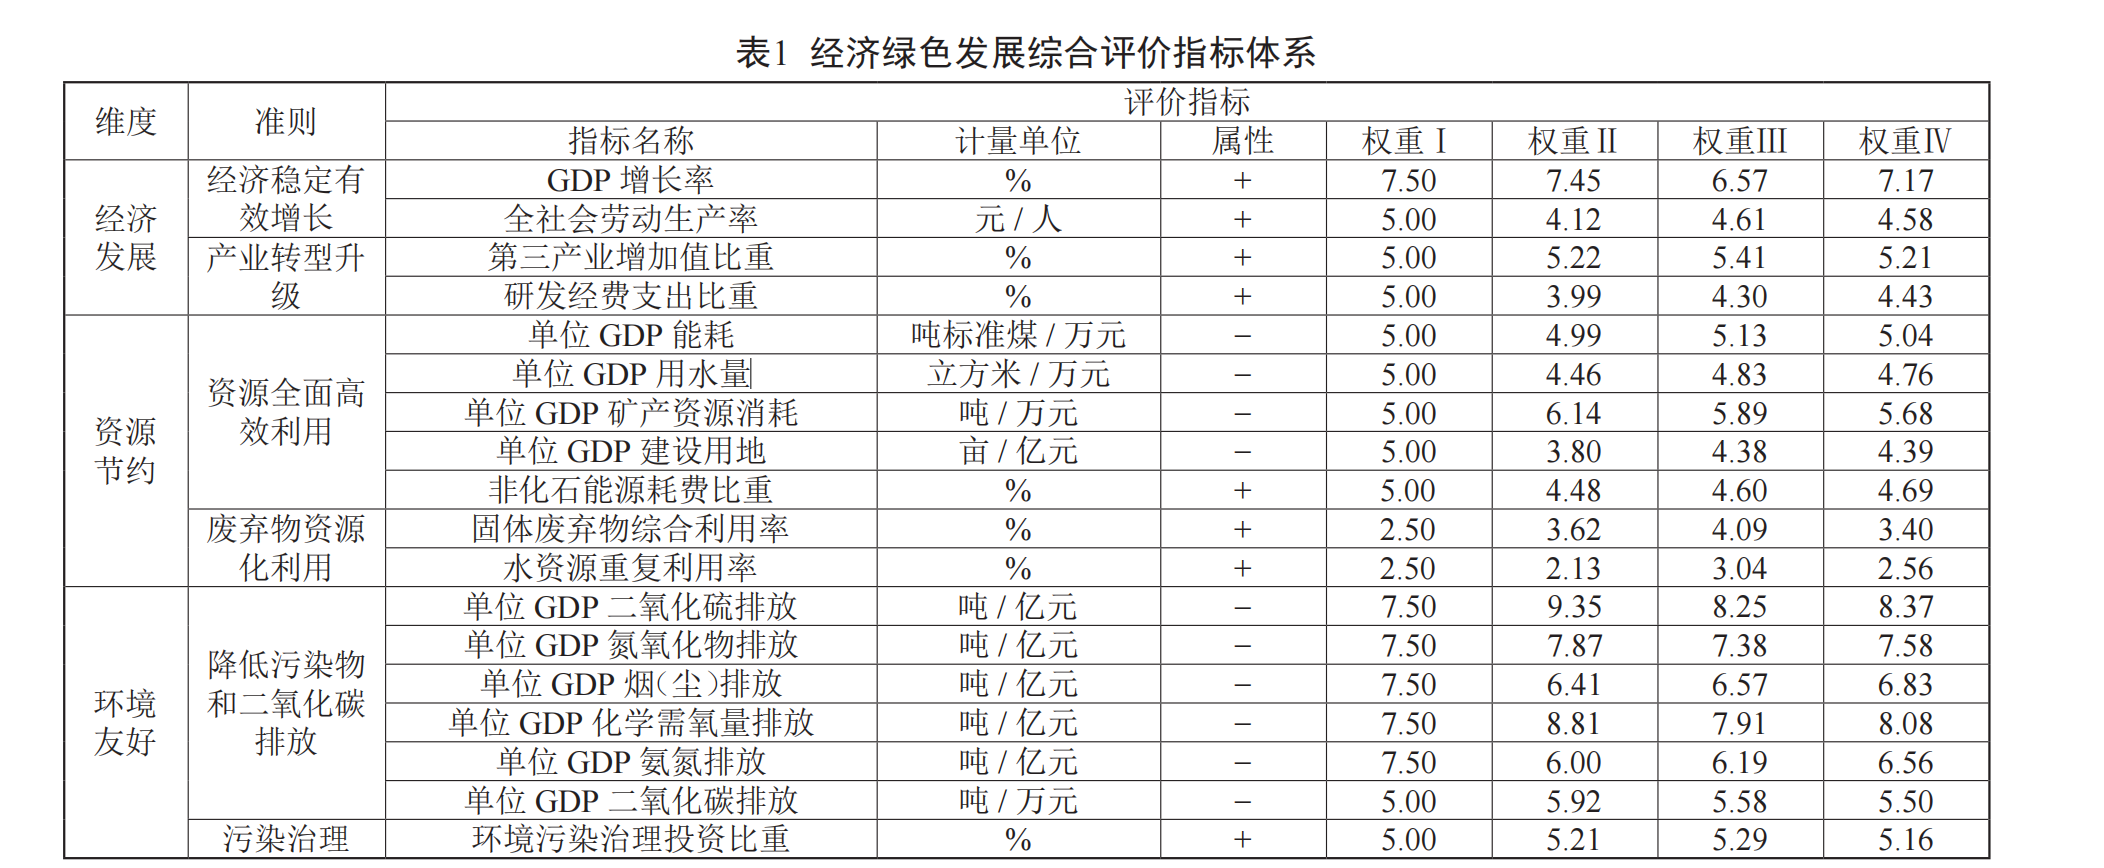 表1 经济绿色发展综合评价指标体系
维度 准则 评价指标
指标名称 计量单位 属性 权重Ⅰ 权重Ⅱ 权重Ⅲ 权重Ⅳ
经济发展 经济稳定有效增长 GDP 增长率 % + 7.50 7.45 6.57 7.17
全社会劳动生产率 元 / 人 + 5.00 4.12 4.61 4.58
产业转型升级 第三产业增加值比重 % + 5.00 5.22 5.41 5.21
研发经费支出比重 % + 5.00 3.99 4.30 4.43
资源节约 资源全面高效利用 单位 GDP 能耗 吨标准煤 / 万元 − 5.00 4.99 5.13 5.04
单位 GDP 用水量 立方米 / 万元 − 5.00 4.46 4.83 4.76
单位 GDP 矿产资源消耗 吨 / 万元 − 5.00 6.14 5.89 5.68
单位 GDP 建设用地 亩 / 亿元 − 5.00 3.80 4.38 4.39
非化石能源耗费比重 % + 5.00 4.48 4.60 4.69
废弃物资源化利用 固体废弃物综合利用率 % + 2.50 3.62 4.09 3.40
水资源重复利用率 % + 2.50 2.13 3.04 2.56
环境友好 降低污染物和二氧化碳排放 单位 GDP 二氧化硫排放 吨 / 亿元 − 7.50 9.35 8.25 8.37
单位 GDP 氮氧化物排放 吨 / 亿元 − 7.50 7.87 7.38 7.58
单位 GDP 烟(尘)排放 吨 / 亿元 − 7.50 6.41 6.57 6.83
单位 GDP 化学需氧量排放 吨 / 亿元 − 7.50 8.81 7.91 8.08
单位 GDP 氨氮排放 吨 / 亿元 − 7.50 6.00 6.19 6.56
单位 GDP 二氧化碳排放 吨 / 万元 − 5.00 5.92 5.58 5.50
污染治理 环境污染治理投资比重 % + 5.00 5.21 5.29 5.16